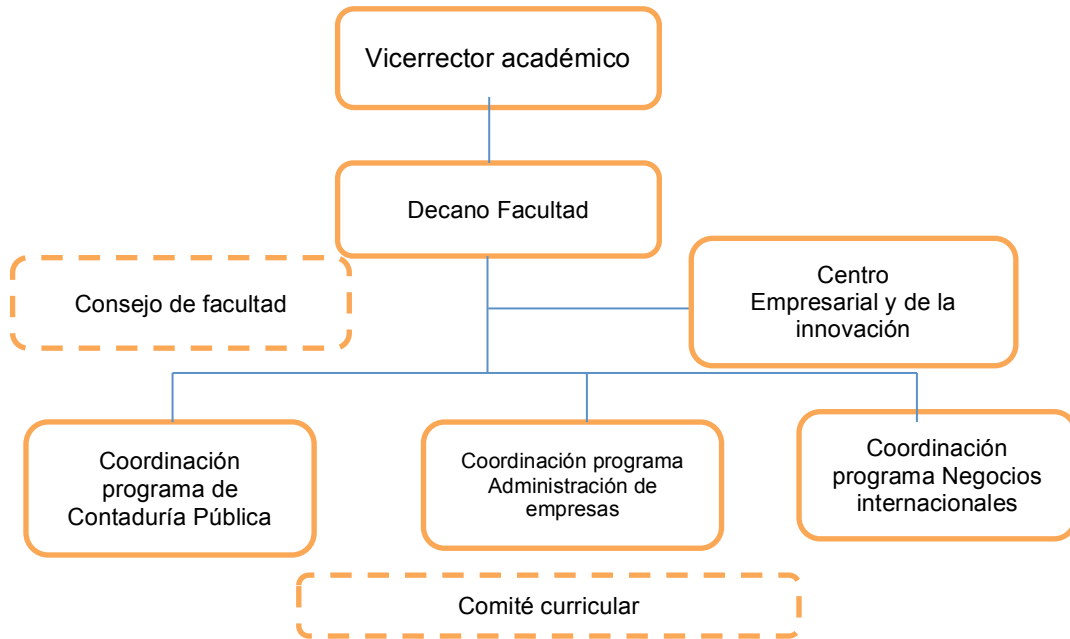 Vicerrector académico
Decano Facultad
Consejo de facultad
Centro
Empresarial y de la
innovación
Coordinación
programa de
Contaduría Pública
Coordinación programa
Administración de
empresas
Coordinación
programa Negocios
internacionales
Comité curricular